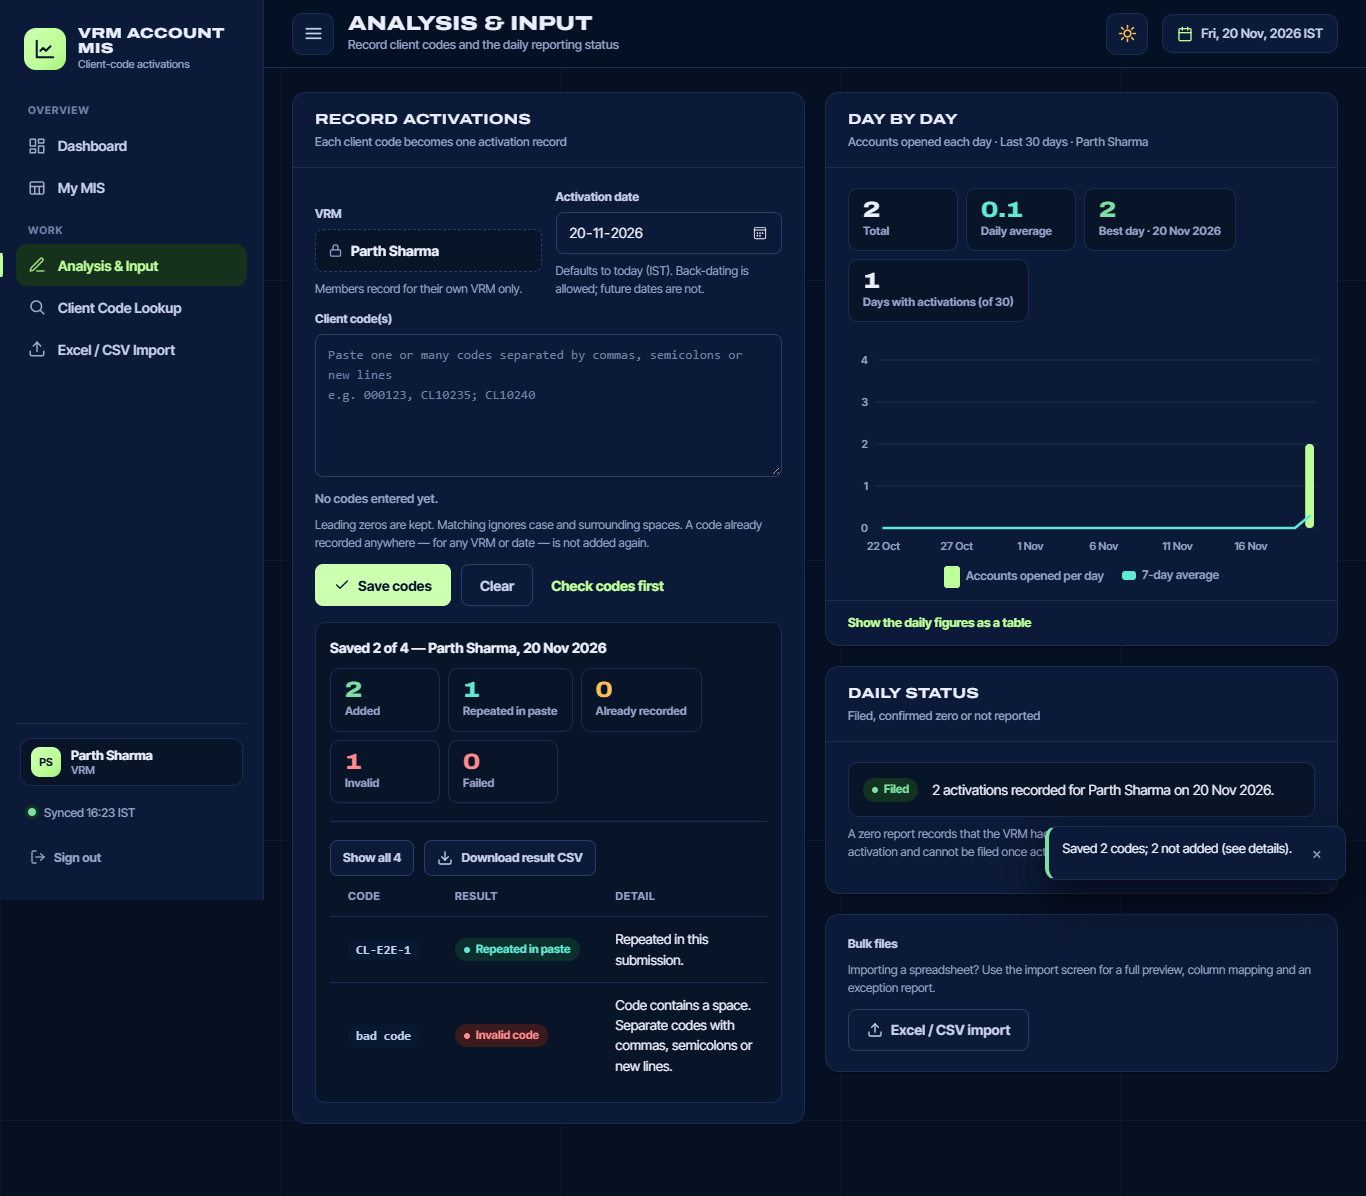 VRM ACCOUNT
MIS
Client-code activations
OVERVIEW
Dashboard
My MIS
WORK
Analysis & Input
Client Code Lookup
Excel / CSV Import
PS
Parth Sharma
VRM
Synced 16:23 IST
Sign out
ANALYSIS & INPUT
Record client codes and the daily reporting status
Fri, 20 Nov, 2026 IST
RECORD ACTIVATIONS
Each client code becomes one activation record
VRM
Parth Sharma
Members record for their own VRM only.
Activation date
20-11-2026
Defaults to today (IST). Back-dating is
allowed; future dates are not.
Client code(s)
Paste one or many codes separated by commas, semicolons or
new lines
e.g. 000123, CL10235; CL10240
No codes entered yet.
Leading zeros are kept. Matching ignores case and surrounding spaces. A code already
recorded anywhere — for any VRM or date — is not added again.
Save codes
Clear
Check codes first
Saved 2 of 4 — Parth Sharma, 20 Nov 2026
2
Added
1
Repeated in paste
0
Already recorded
1
Invalid
0
Failed
Show all 4
Download result CSV
CODE RESULT DETAIL
CL-E2E-1 Repeated in paste Repeated in this
submission.
bad code Invalid code Code contains a space.
Separate codes with
commas, semicolons or
new lines.
DAY BY DAY
Accounts opened each day · Last 30 days · Parth Sharma
2
Total
0.1
Daily average
2
Best day · 20 Nov 2026
1
Days with activations (of 30)
4
3
2
1
0
22 Oct 27 Oct 1 Nov 6 Nov 11 Nov 16 Nov
Accounts opened per day 7-day average
Show the daily figures as a table
DAILY STATUS
Filed, confirmed zero or not reported
Filed 2 activations recorded for Parth Sharma on 20 Nov 2026.
A zero report records that the VRM had
activation and cannot be filed once
Saved 2 codes; 2 not added (see details).
×
Bulk files
Importing a spreadsheet? Use the import screen for a full preview, column mapping and an
exception report.
Excel / CSV import